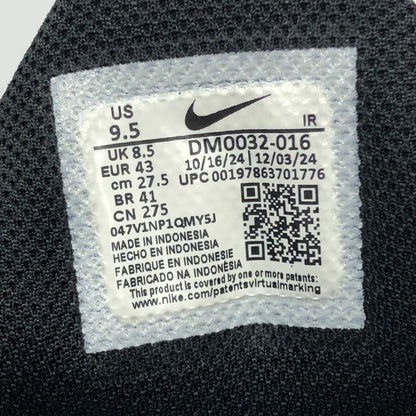 US
9.5
IR
UK 8.5 DM0032-016
EUR 43 10/16/24 | 12/03/24
cm 27.5 UPC 00197863701776
BR 41
CN 275
047V1NP1QMY5J
MADE IN INDONESIA
HECHO EN INDONESIA
FABRIQUE EN INDONESIE
FABRICADO NA INDONESIA
This product is covered by one or more patents:
www.nike.com/patentsvirtualmarking